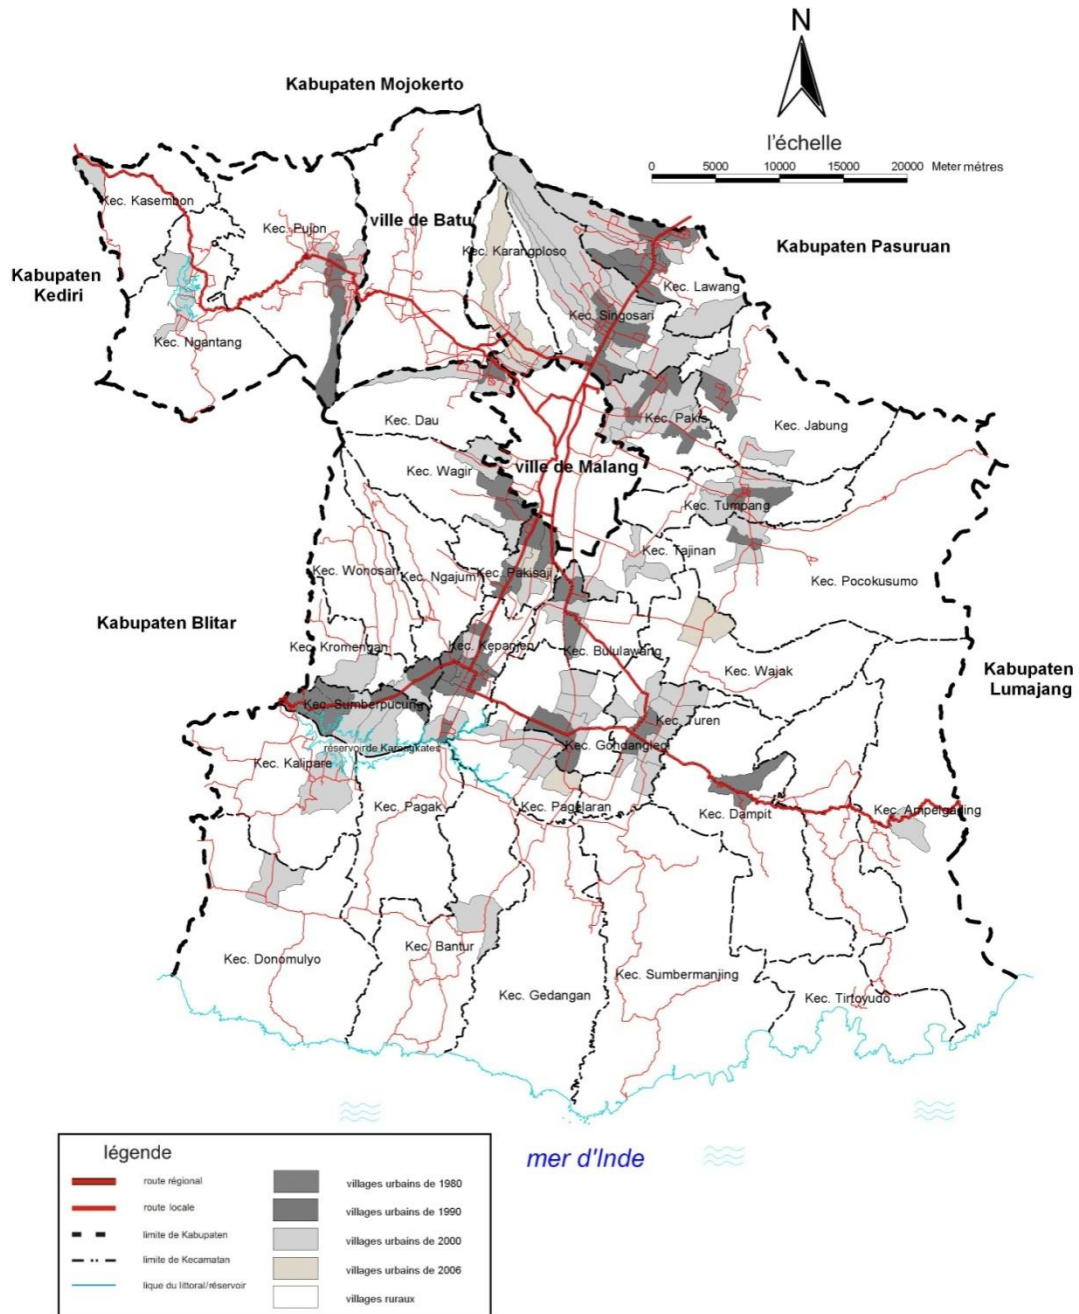 N
Kabupaten Mojokerto
l'échelle
0 5000 10000 15000 20000 Meter métres
Kec. Kasembon
Kec. Pujon
ville de Batu
Kec. Karangploso
Kabupaten Pasuruan
Kabupaten
Kediri
Kec. Lawang
Kec. Singosari
Kec. Ngantang
Kec. Dau
Kec. Pakis
Kec. Jabung
Kec. Wagir
ville de Malang
Kec. Tumpang
Kec. Tajinan
Kec. Wonosari
Kec. Ngajum
Kec. Pakisaji
Kec. Pocokusumo
Kabupaten Blitar
Kec. Kromengan
Kec. Kepanjen
Kec. Bululawang
Kec. Wajak
Kabupaten
Lumajang
Kec. Sumberpucung
Kec. Turen
réservoirde Karangkates
Kec. Gondanglegi
Kec. Kalipare
Kec. Pagak
Kec. Pagelaran
Kec. Dampit
Kec. Ampelgading
Kec. Donomulyo
Kec. Bantur
Kec. Gedangan
Kec. Sumbermanjing
Kec. Tirtoyudo
mer d'Inde
légende
route régional
route locale
limite de Kabupaten
limite de Kecamatan
lique du littoral/réservoir
villages urbains de 1980
villages urbains de 1990
villages urbains de 2000
villages urbains de 2006
villages ruraux